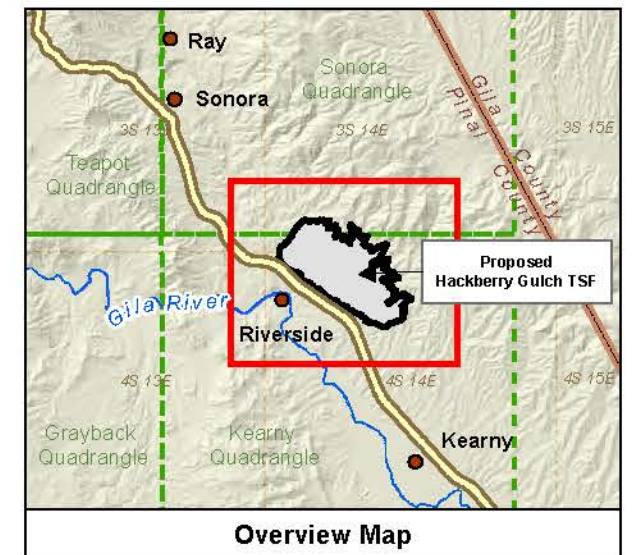 Ray
Sonora
Sonora
Quadrangle
Gila
Pinal
County
County
3S 13E
3S 14E
3S 15E
Teapot
Quadrangle
Proposed
Hackberry Gulch TSF
Gila River
Riverside
4S 13E
4S 14E
4S 15E
Grayback
Quadrangle
Kearny
Quadrangle
Kearny
Overview Map